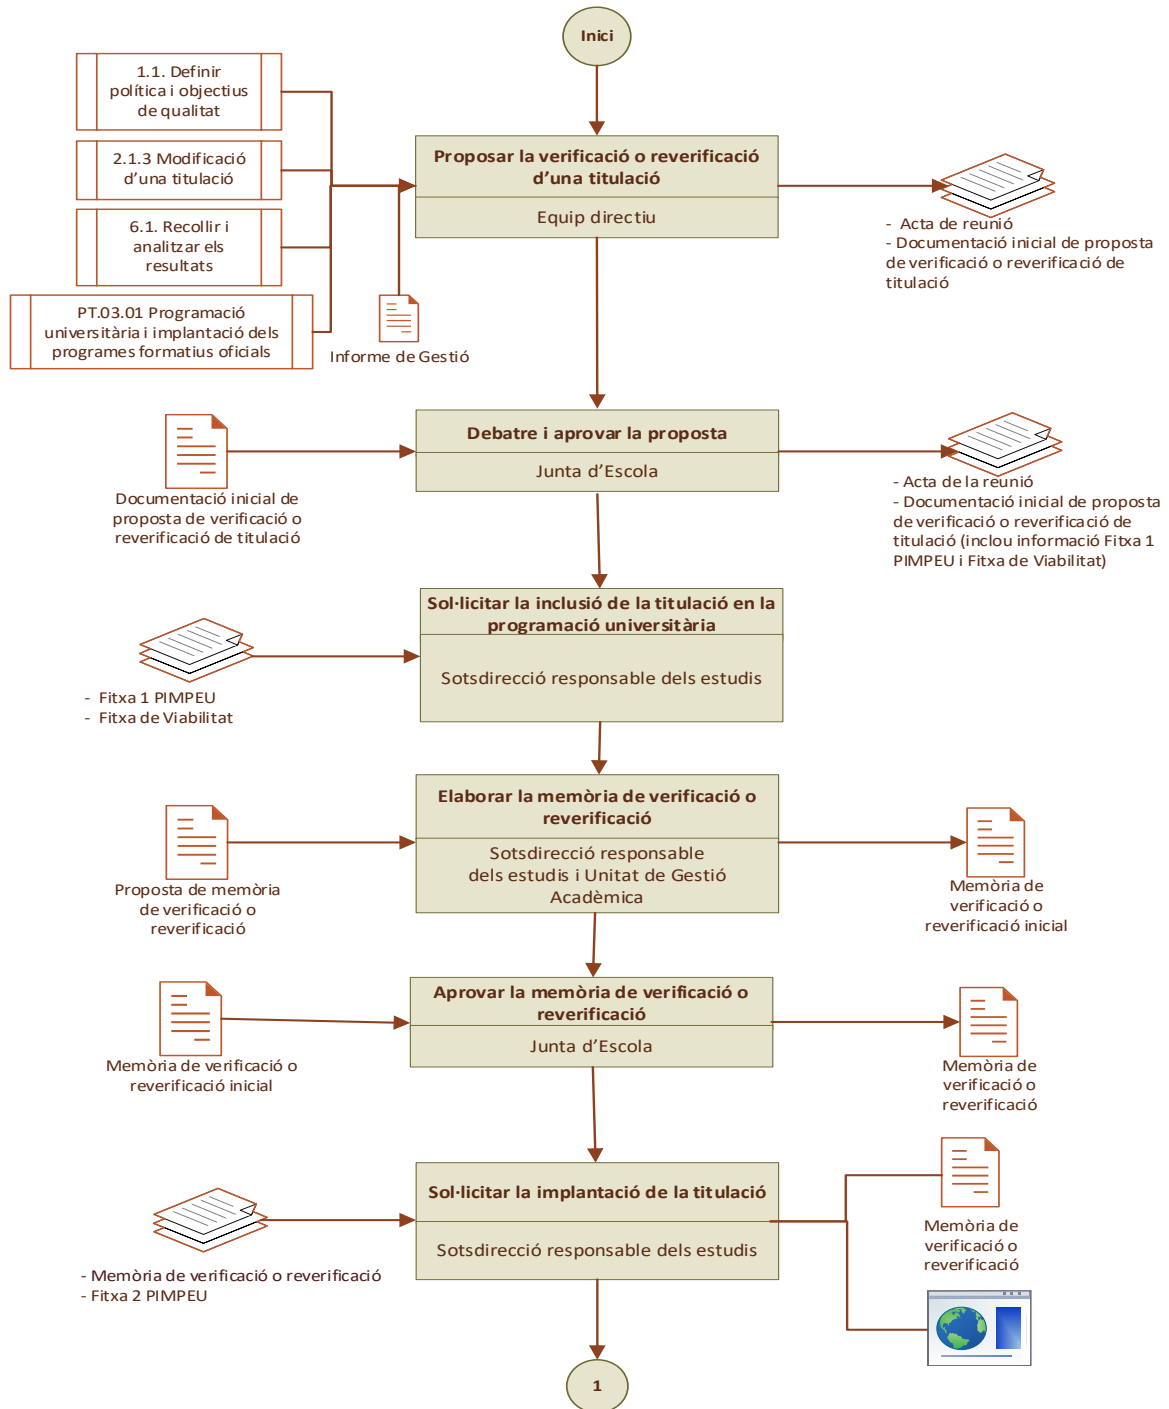 Inici
1.1. Definir
política i objectius
de qualitat
2.1.3 Modificació
d’una titulació
6.1. Recollir i
analitzar els
resultats
PT.03.01 Programació
universitària i implantació dels
programes formatius oficials
Informe de Gestió
Proposar la verificació o reverificació
d’una titulació
Equip directiu
- Acta de reunió
- Documentació inicial de proposta
de verificació o reverificació de
titulació
Documentació inicial de
proposta de verificació o
reverificació de titulació
Debatre i aprovar la proposta
Junta d’Escola
- Acta de la reunió
- Documentació inicial de proposta
de verificació o reverificació de
titulació (inclou informació Fitxa 1
PIMPEU i Fitxa de Viabilitat)
- Fitxa 1 PIMPEU
- Fitxa de Viabilitat
Sol·licitar la inclusió de la titulació en la
programació universitària
Sotsdirecció responsable dels estudis
Proposta de memòria
de verificació o
reverificació
Elaborar la memòria de verificació o
reverificació
Sotsdirecció responsable
dels estudis i Unitat de Gestió
Acadèmica
Memòria de
verificació o
reverificació inicial
Memòria de verificació o
reverificació inicial
Aprovar la memòria de verificació o
reverificació
Junta d’Escola
Memòria de
verificació o
reverificació
- Memòria de verificació o reverificació
- Fitxa 2 PIMPEU
Sol·licitar la implantació de la titulació
Sotsdirecció responsable dels estudis
Memòria de
verificació o
reverificació
1